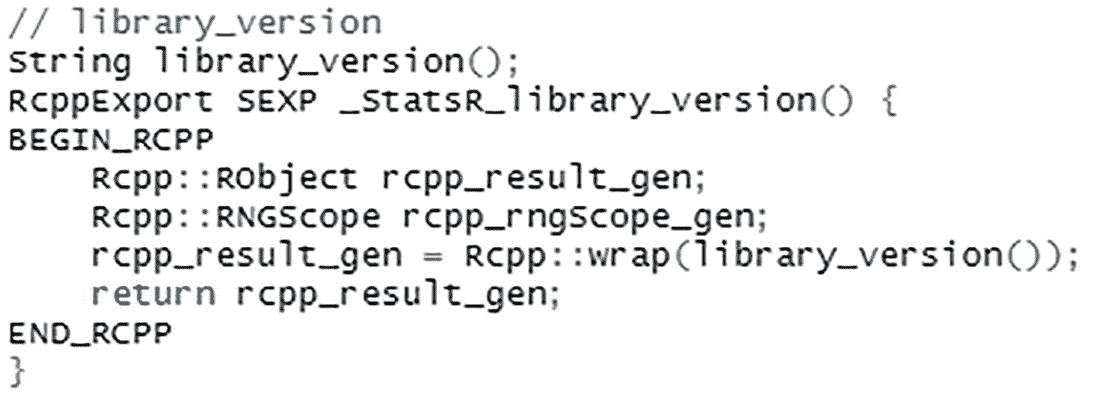 // library_version
String library_version();
RcppExport SEXP _StatsR_library_version() {
BEGIN_RCPP
    Rcpp::RObject rcpp_result_gen;
    Rcpp::RNGScope rcpp_rngScope_gen;
    rcpp_result_gen = Rcpp::wrap(library_version());
    return rcpp_result_gen;
END_RCPP
}